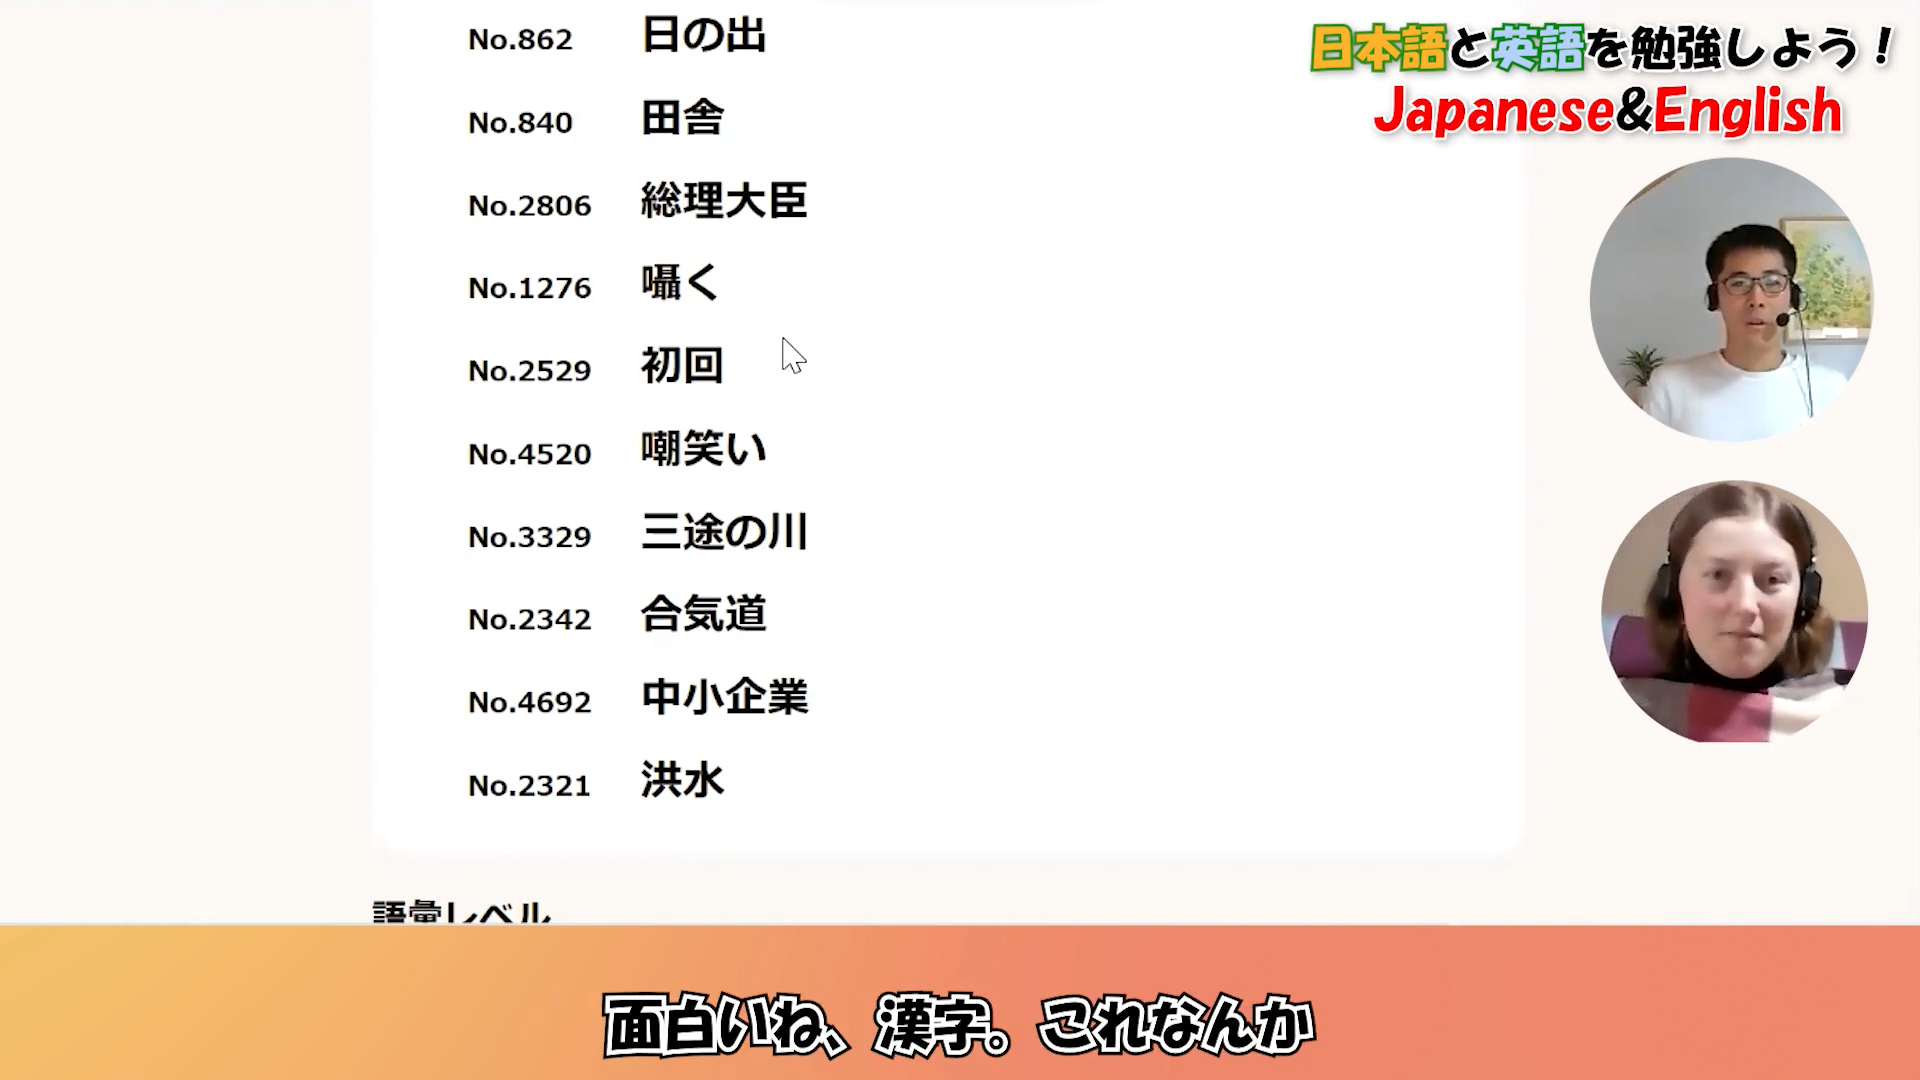 No.862 日の出
No.840 田舎
No.2806 総理大臣
No.1276 囁く
No.2529 初回
No.4520 嘲笑い
No.3329 三途の川
No.2342 合気道
No.4692 中小企業
No.2321 洪水
語彙レベル
日本語と英語を勉強しよう！
Japanese&English
面白いね、漢字。これなんか